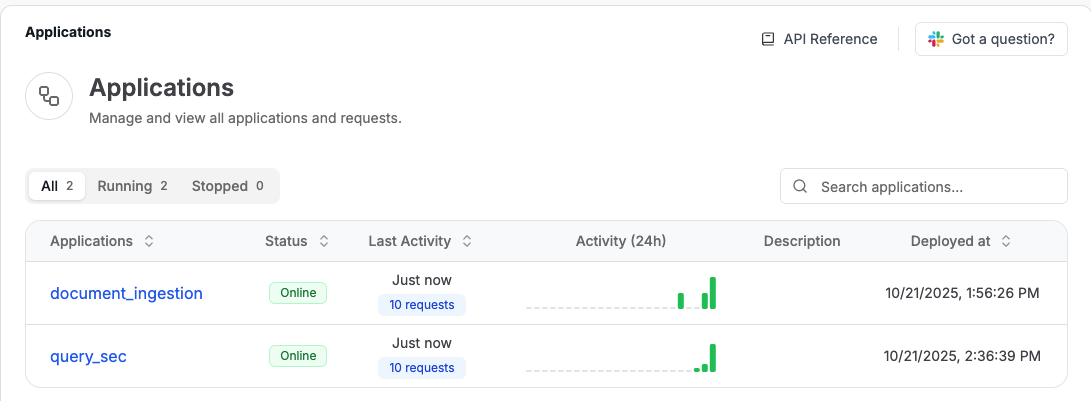 Applications
API Reference
Got a question?
Applications
Manage and view all applications and requests.
All 2 Running 2 Stopped 0
Search applications...
Applications Status Last Activity Activity (24h) Description Deployed at
document_ingestion Online Just now 10 requests 10/21/2025, 1:56:26 PM
query_sec Online Just now 10 requests 10/21/2025, 2:36:39 PM